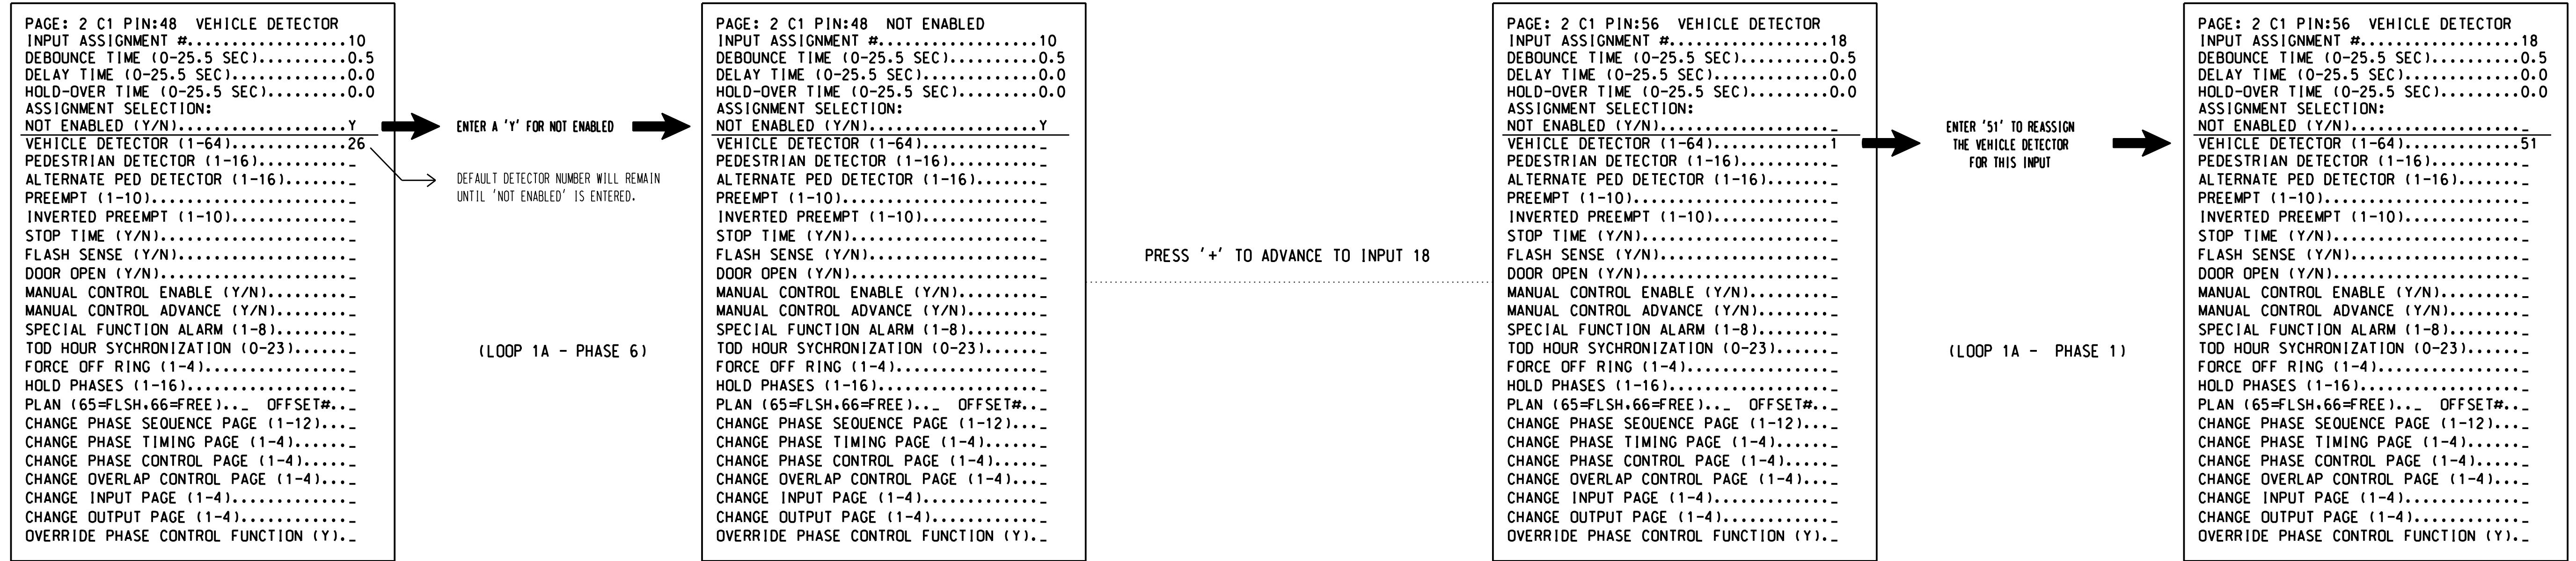 PAGE: 2 C1 PIN:48 VEHICLE DETECTOR
INPUT ASSIGNMENT #..................10
DEBOUNCE TIME (0-25.5 SEC)..........0.5
DELAY TIME (0-25.5 SEC).............0.0
HOLD-OVER TIME (0-25.5 SEC).........0.0
ASSIGNMENT SELECTION:
NOT ENABLED (Y/N)...................Y
VEHICLE DETECTOR (1-64).............26
PEDESTRIAN DETECTOR (1-16)..........._
ALTERNATE PED DETECTOR (1-16)......._
PREEMPT (1-10)......................_
INVERTED PREEMPT (1-10)............._
STOP TIME (Y/N)....................._
FLASH SENSE (Y/N)..................._
DOOR OPEN (Y/N)....................._
MANUAL CONTROL ENABLE (Y/N)........._
MANUAL CONTROL ADVANCE (Y/N)........_
SPECIAL FUNCTION ALARM (1-8)........_
TOD HOUR SYCHRONIZATION (0-23)......_
FORCE OFF RING (1-4)................_
HOLD PHASES (1-16).................._
PLAN (65=FLSH,66=FREE).._ OFFSET#.._
CHANGE PHASE SEQUENCE PAGE (1-12)..._
CHANGE PHASE TIMING PAGE (1-4)......_
CHANGE PHASE CONTROL PAGE (1-4)....._
CHANGE OVERLAP CONTROL PAGE (1-4)..._
CHANGE INPUT PAGE (1-4)............._
CHANGE OUTPUT PAGE (1-4)............_
OVERRIDE PHASE CONTROL FUNCTION (Y)._
ENTER A 'Y' FOR NOT ENABLED
DEFAULT DETECTOR NUMBER WILL REMAIN
UNTIL 'NOT ENABLED' IS ENTERED.
(LOOP 1A - PHASE 6)
PAGE: 2 C1 PIN:48 NOT ENABLED
INPUT ASSIGNMENT #..................10
DEBOUNCE TIME (0-25.5 SEC)..........0.5
DELAY TIME (0-25.5 SEC).............0.0
HOLD-OVER TIME (0-25.5 SEC).........0.0
ASSIGNMENT SELECTION:
NOT ENABLED (Y/N)...................Y
VEHICLE DETECTOR (1-64)............._
PEDESTRIAN DETECTOR (1-16)..........._
ALTERNATE PED DETECTOR (1-16)......._
PREEMPT (1-10)......................_
INVERTED PREEMPT (1-10)............._
STOP TIME (Y/N)....................._
FLASH SENSE (Y/N)..................._
DOOR OPEN (Y/N)....................._
MANUAL CONTROL ENABLE (Y/N)........._
MANUAL CONTROL ADVANCE (Y/N)........_
SPECIAL FUNCTION ALARM (1-8)........_
TOD HOUR SYCHRONIZATION (0-23)......_
FORCE OFF RING (1-4)................_
HOLD PHASES (1-16).................._
PLAN (65=FLSH,66=FREE).._ OFFSET#.._
CHANGE PHASE SEQUENCE PAGE (1-12)..._
CHANGE PHASE TIMING PAGE (1-4)......_
CHANGE PHASE CONTROL PAGE (1-4)....._
CHANGE OVERLAP CONTROL PAGE (1-4)..._
CHANGE INPUT PAGE (1-4)............._
CHANGE OUTPUT PAGE (1-4)............_
OVERRIDE PHASE CONTROL FUNCTION (Y)._
PRESS '+' TO ADVANCE TO INPUT 18
PAGE: 2 C1 PIN:56 VEHICLE DETECTOR
INPUT ASSIGNMENT #..................18
DEBOUNCE TIME (0-25.5 SEC)..........0.5
DELAY TIME (0-25.5 SEC).............0.0
HOLD-OVER TIME (0-25.5 SEC).........0.0
ASSIGNMENT SELECTION:
NOT ENABLED (Y/N)..................._
VEHICLE DETECTOR (1-64).............1
PEDESTRIAN DETECTOR (1-16)..........._
ALTERNATE PED DETECTOR (1-16)......._
PREEMPT (1-10)......................_
INVERTED PREEMPT (1-10)............._
STOP TIME (Y/N)....................._
FLASH SENSE (Y/N)..................._
DOOR OPEN (Y/N)....................._
MANUAL CONTROL ENABLE (Y/N)........._
MANUAL CONTROL ADVANCE (Y/N)........_
SPECIAL FUNCTION ALARM (1-8)........_
TOD HOUR SYCHRONIZATION (0-23)......_
FORCE OFF RING (1-4)................_
HOLD PHASES (1-16).................._
PLAN (65=FLSH,66=FREE).._ OFFSET#.._
CHANGE PHASE SEQUENCE PAGE (1-12)..._
CHANGE PHASE TIMING PAGE (1-4)......_
CHANGE PHASE CONTROL PAGE (1-4)....._
CHANGE OVERLAP CONTROL PAGE (1-4)..._
CHANGE INPUT PAGE (1-4)............._
CHANGE OUTPUT PAGE (1-4)............_
OVERRIDE PHASE CONTROL FUNCTION (Y)._
ENTER '51' TO REASSIGN
THE VEHICLE DETECTOR
FOR THIS INPUT
(LOOP 1A - PHASE 1)
PAGE: 2 C1 PIN:56 VEHICLE DETECTOR
INPUT ASSIGNMENT #..................18
DEBOUNCE TIME (0-25.5 SEC)..........0.5
DELAY TIME (0-25.5 SEC).............0.0
HOLD-OVER TIME (0-25.5 SEC).........0.0
ASSIGNMENT SELECTION:
NOT ENABLED (Y/N)..................._
VEHICLE DETECTOR (1-64).............51
PEDESTRIAN DETECTOR (1-16)..........._
ALTERNATE PED DETECTOR (1-16)......._
PREEMPT (1-10)......................_
INVERTED PREEMPT (1-10)............._
STOP TIME (Y/N)....................._
FLASH SENSE (Y/N)..................._
DOOR OPEN (Y/N)....................._
MANUAL CONTROL ENABLE (Y/N)........._
MANUAL CONTROL ADVANCE (Y/N)........_
SPECIAL FUNCTION ALARM (1-8)........_
TOD HOUR SYCHRONIZATION (0-23)......_
FORCE OFF RING (1-4)................_
HOLD PHASES (1-16).................._
PLAN (65=FLSH,66=FREE).._ OFFSET#.._
CHANGE PHASE SEQUENCE PAGE (1-12)..._
CHANGE PHASE TIMING PAGE (1-4)......_
CHANGE PHASE CONTROL PAGE (1-4)....._
CHANGE OVERLAP CONTROL PAGE (1-4)..._
CHANGE INPUT PAGE (1-4)............._
CHANGE OUTPUT PAGE (1-4)............_
OVERRIDE PHASE CONTROL FUNCTION (Y)._